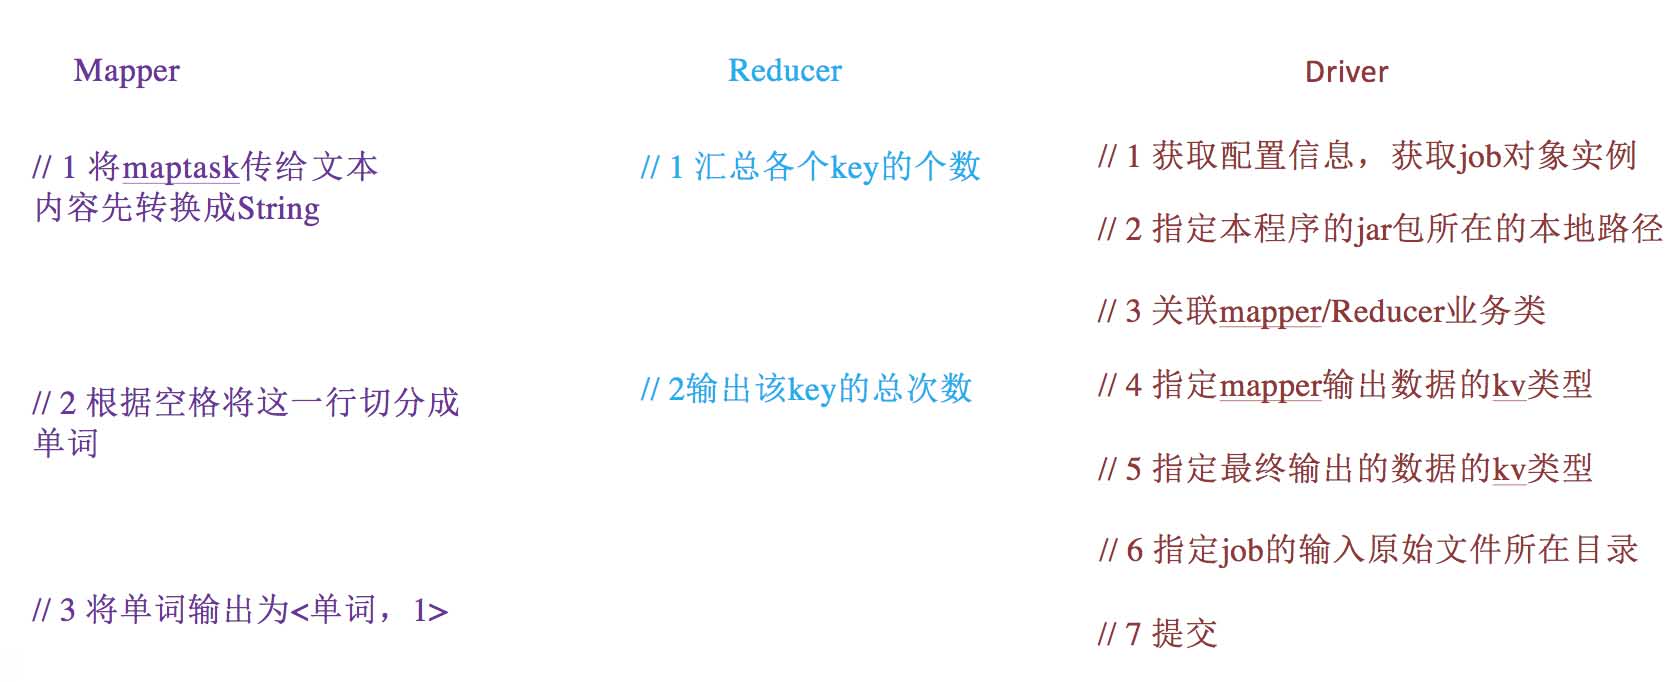 Mapper
// 1 将maptask传给文本
内容先转换成String
// 2 根据空格将这一行切分成
单词
// 3 将单词输出为<单词，1>
Reducer
// 1 汇总各个key的个数
// 2输出该key的总次数
Driver
// 1 获取配置信息，获取job对象实例
// 2 指定本程序的jar包所在的本地路径
// 3 关联mapper/Reducer业务类
// 4 指定mapper输出数据的kv类型
// 5 指定最终输出的数据的kv类型
// 6 指定job的输入原始文件所在目录
// 7 提交